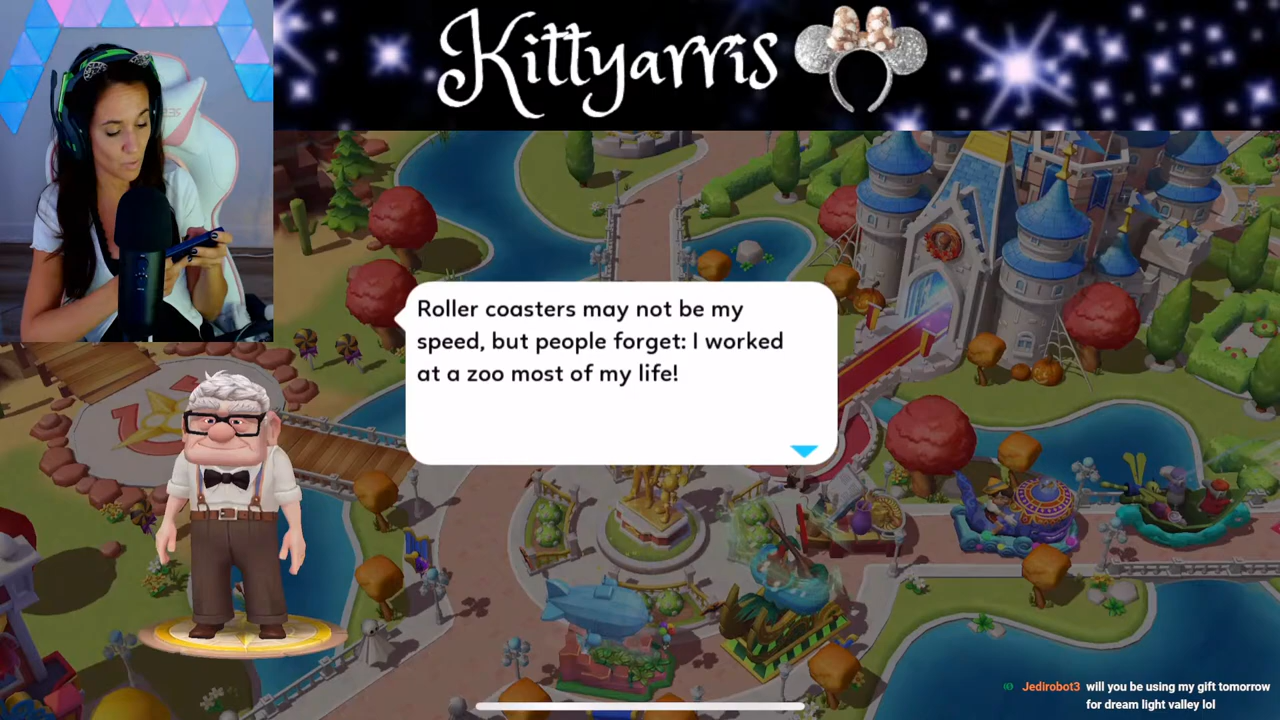 Kittyarris
Roller coasters may not be my
speed, but people forget: I worked
at a zoo most of my life!
Jedirobot3 will you be using my gift tomorrow
for dream light valley lol